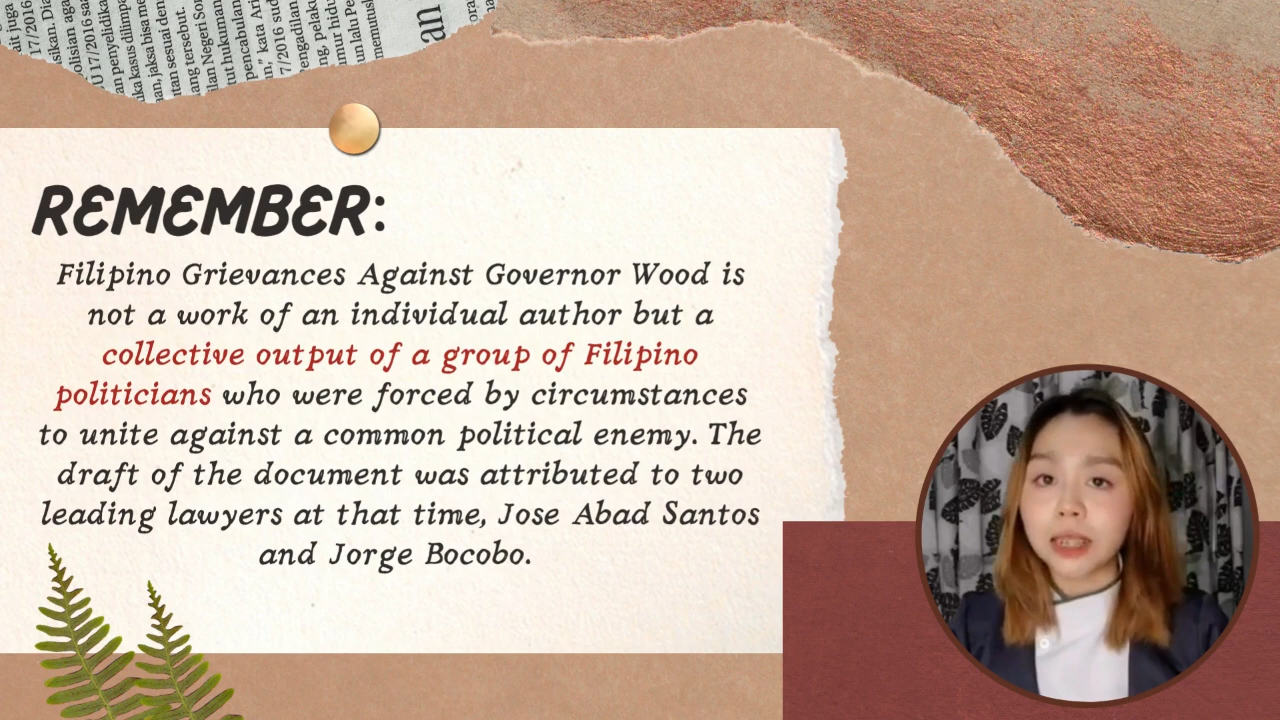 REMEMBER:
Filipino Grievances Against Governor Wood is
not a work of an individual author but a
collective output of a group of Filipino
politicians who were forced by circumstances
to unite against a common political enemy. The
draft of the document was attributed to two
leading lawyers at that time, Jose Abad Santos
and Jorge Bocobo.